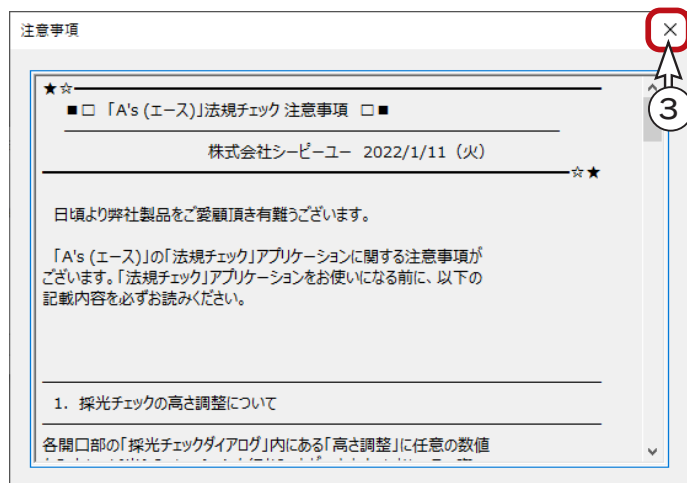 注意事項
③
★☆
■□ 「A's (エース)」法規チェック 注意事項 □■
株式会社シーピーユー 2022/1/11（火）
☆★
日頃より弊社製品をご愛顧頂き有難うございます。
「A's (エース)」の「法規チェック」アプリケーションに関する注意事項が
ございます。「法規チェック」アプリケーションをお使いになる前に、以下の
記載内容を必ずお読みください。
1. 採光チェックの高さ調整について
各開口部の「採光チェックダイアログ」内にある「高さ調整」に任意の数値